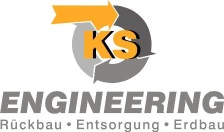 KS
ENGINEERING
Rückbau • Entsorgung • Erdbau